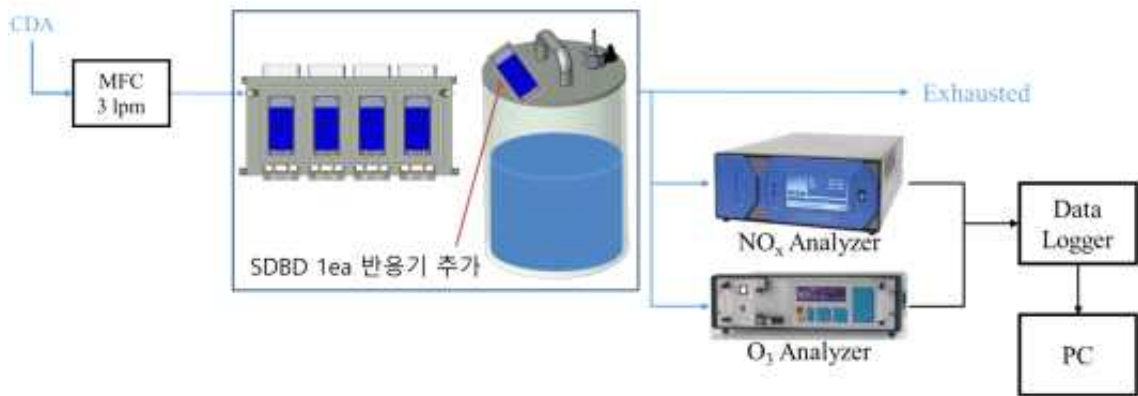 CDA
MFC
3 lpm
SDBD 1ea 반응기 추가
Exhausted
NOx Analyzer
O3 Analyzer
Data
Logger
PC